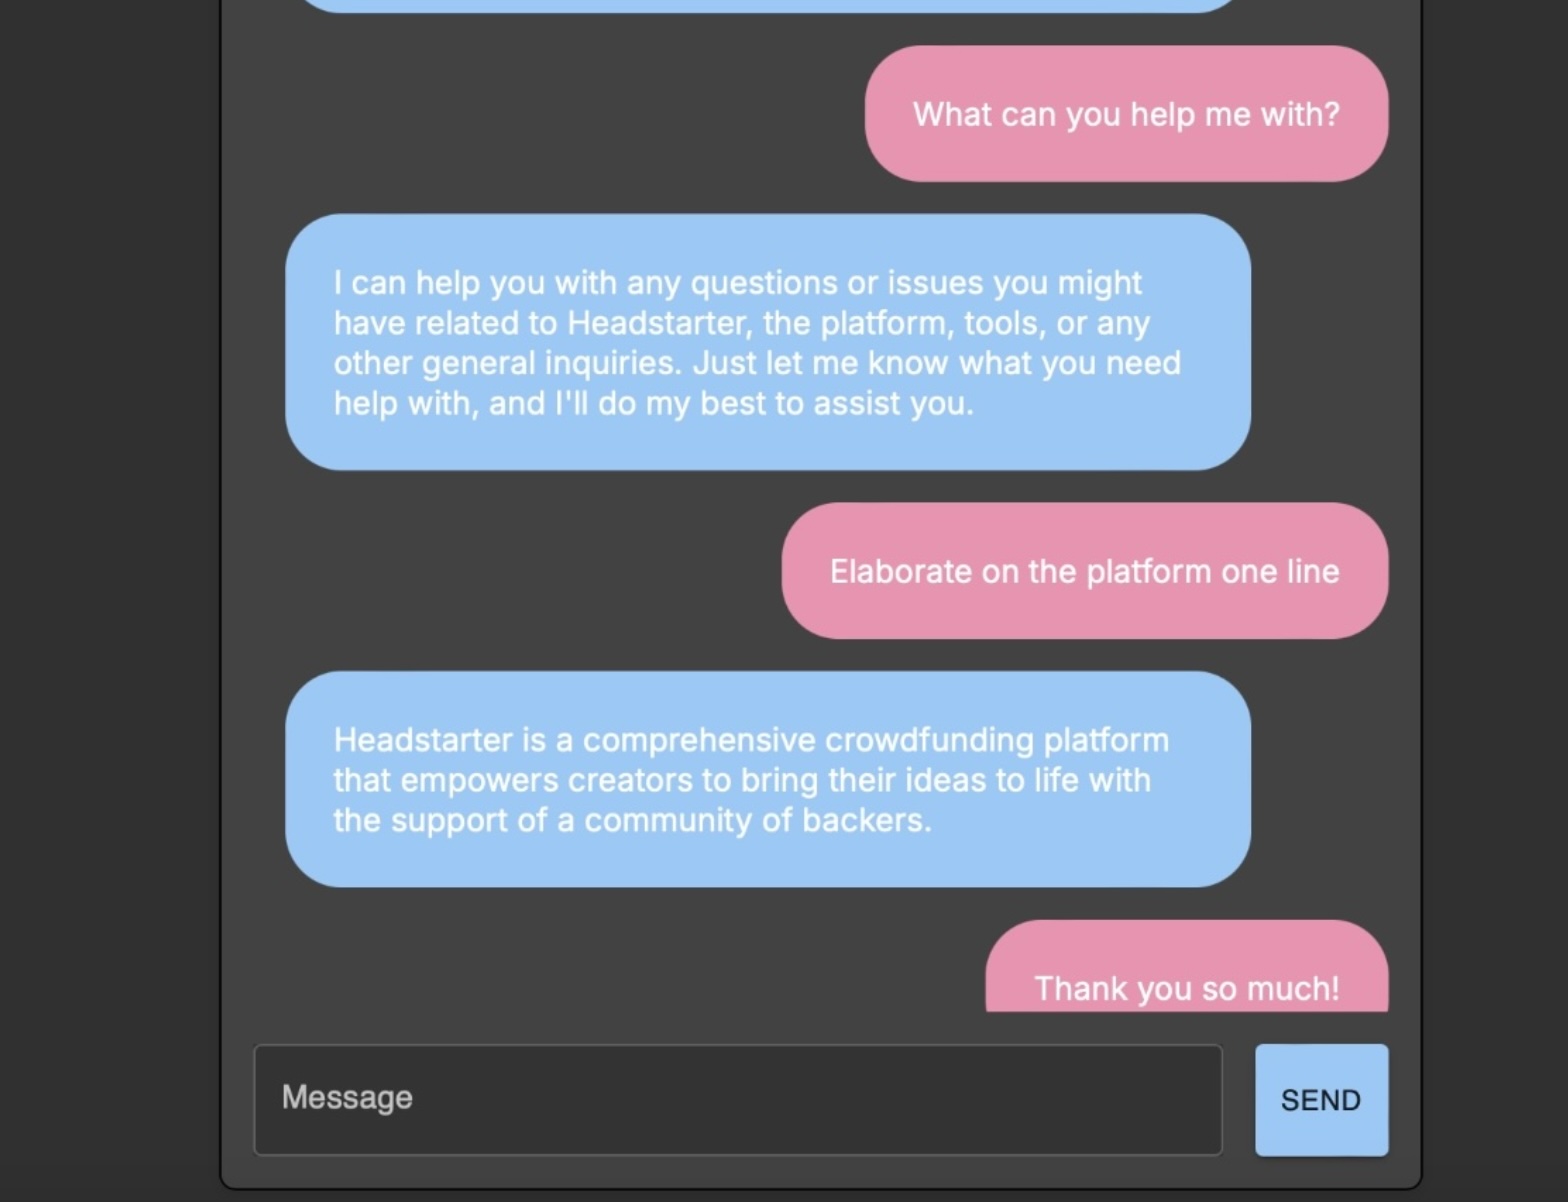 What can you help me with?
I can help you with any questions or issues you might
have related to Headstarter, the platform, tools, or any
other general inquiries. Just let me know what you need
help with, and I'll do my best to assist you.
Elaborate on the platform one line
Headstarter is a comprehensive crowdfunding platform
that empowers creators to bring their ideas to life with
the support of a community of backers.
Thank you so much!
Message
SEND